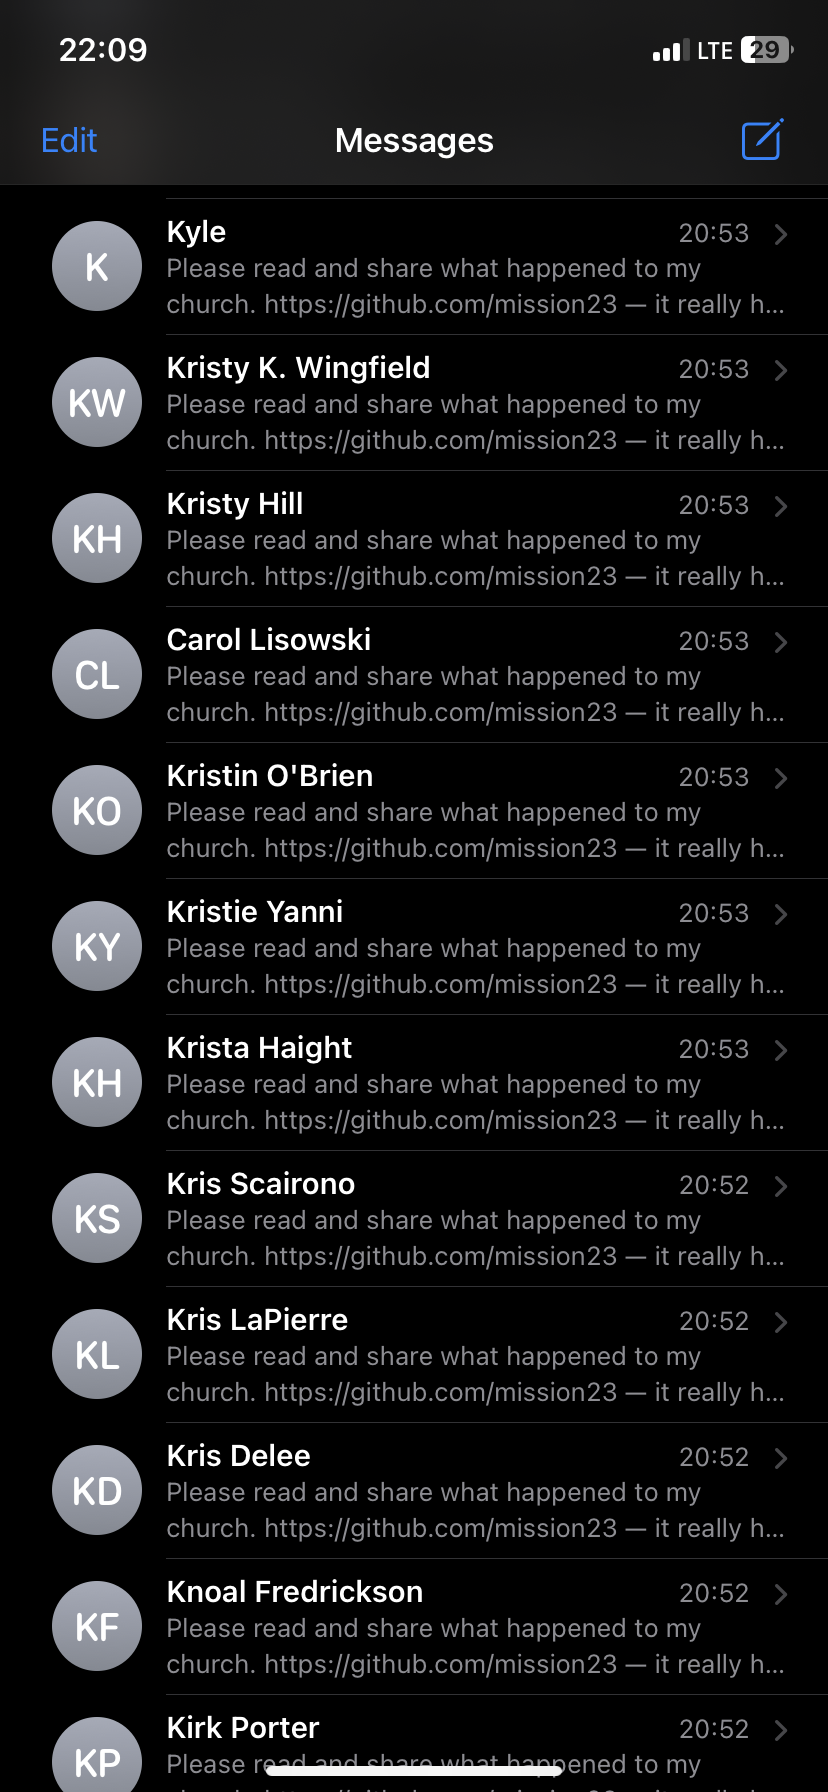 22:09
LTE 29
Edit
Messages
K
Kyle
20:53
Please read and share what happened to my
church. https://github.com/mission23 — it really h...
KW
Kristy K. Wingfield
20:53
Please read and share what happened to my
church. https://github.com/mission23 — it really h...
KH
Kristy Hill
20:53
Please read and share what happened to my
church. https://github.com/mission23 — it really h...
CL
Carol Lisowski
20:53
Please read and share what happened to my
church. https://github.com/mission23 — it really h...
KO
Kristin O'Brien
20:53
Please read and share what happened to my
church. https://github.com/mission23 — it really h...
KY
Kristie Yanni
20:53
Please read and share what happened to my
church. https://github.com/mission23 — it really h...
KH
Krista Haight
20:53
Please read and share what happened to my
church. https://github.com/mission23 — it really h...
KS
Kris Scairono
20:52
Please read and share what happened to my
church. https://github.com/mission23 — it really h...
KL
Kris LaPierre
20:52
Please read and share what happened to my
church. https://github.com/mission23 — it really h...
KD
Kris Delee
20:52
Please read and share what happened to my
church. https://github.com/mission23 — it really h...
KF
Knoal Fredrickson
20:52
Please read and share what happened to my
church. https://github.com/mission23 — it really h...
KP
Kirk Porter
20:52
Please read and share what happened to my